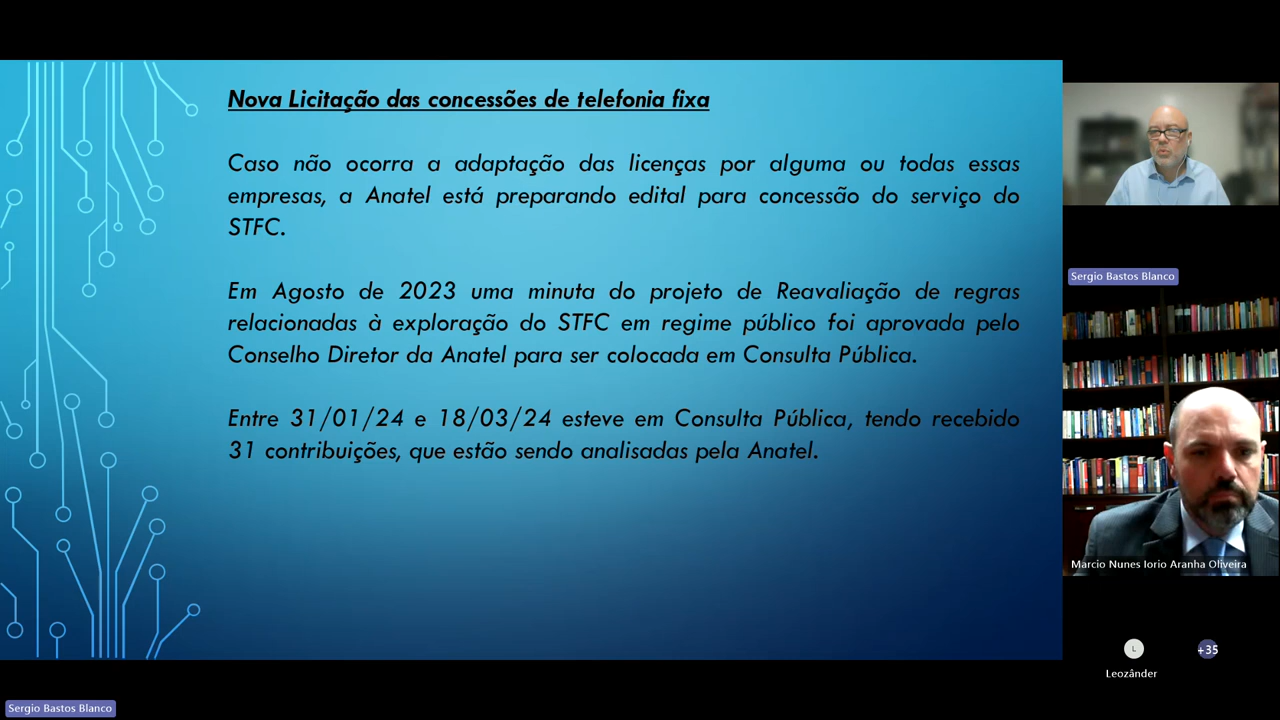 Nova Licitação das concessões de telefonia fixa
Caso não ocorra a adaptação das licenças por alguma ou todas essas
empresas, a Anatel está preparando edital para concessão do serviço do
STFC.
Em Agosto de 2023 uma minuta do projeto de Reavaliação de regras
relacionadas à exploração do STFC em regime público foi aprovada pelo
Conselho Diretor da Anatel para ser colocada em Consulta Pública.
Entre 31/01/24 e 18/03/24 esteve em Consulta Pública, tendo recebido
31 contribuições, que estão sendo analisadas pela Anatel.
Sergio Bastos Blanco
Marcio Nunes Iorio Aranha Oliveira
L
+35
Leozânder
Sergio Bastos Blanco